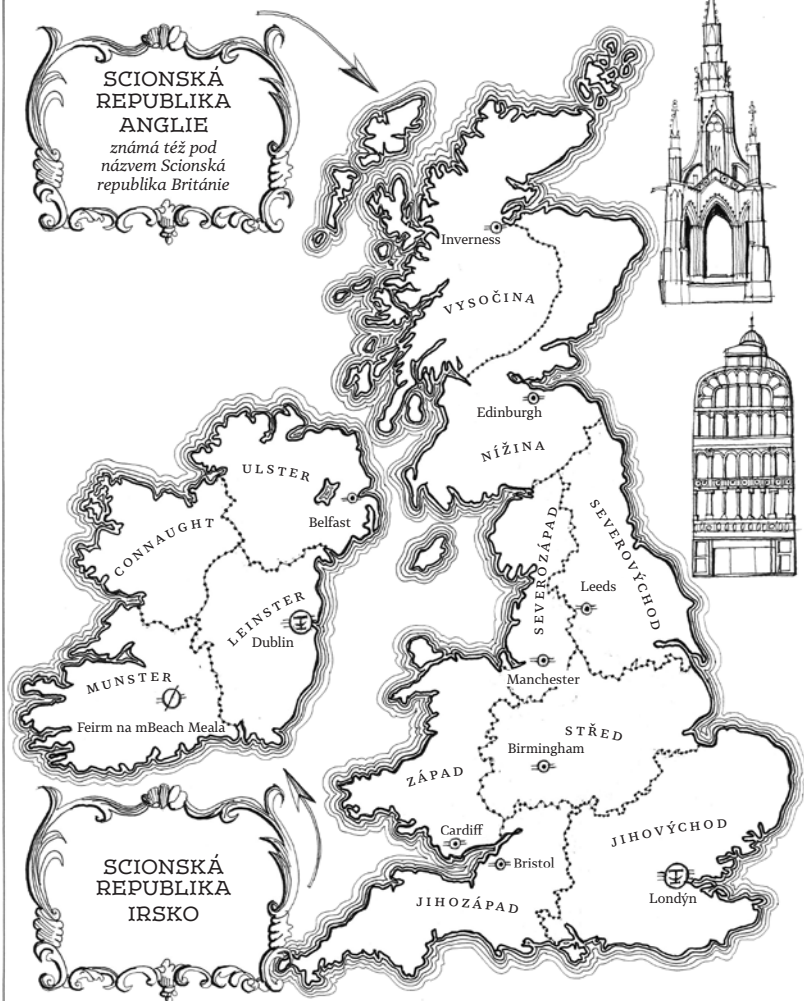 SCIONSKÁ
REPUBLIKA
ANGLIE
známá též pod
názvem Scionská
republika Británie
Inverness
VYSOČINA
Edinburgh
NÍŽINA
ULSTER
Belfast
CONNAUGHT
SEVEROZÁPAD
SEVEROVÝCHOD
Leeds
LEINSTER
Dublin
Manchester
MUNSTER
Feirm na mBeach Meala
STŘED
Birmingham
ZÁPAD
Cardiff
Bristol
JIHOVÝCHOD
Londýn
JIHOZÁPAD
SCIONSKÁ
REPUBLIKA
IRSKO